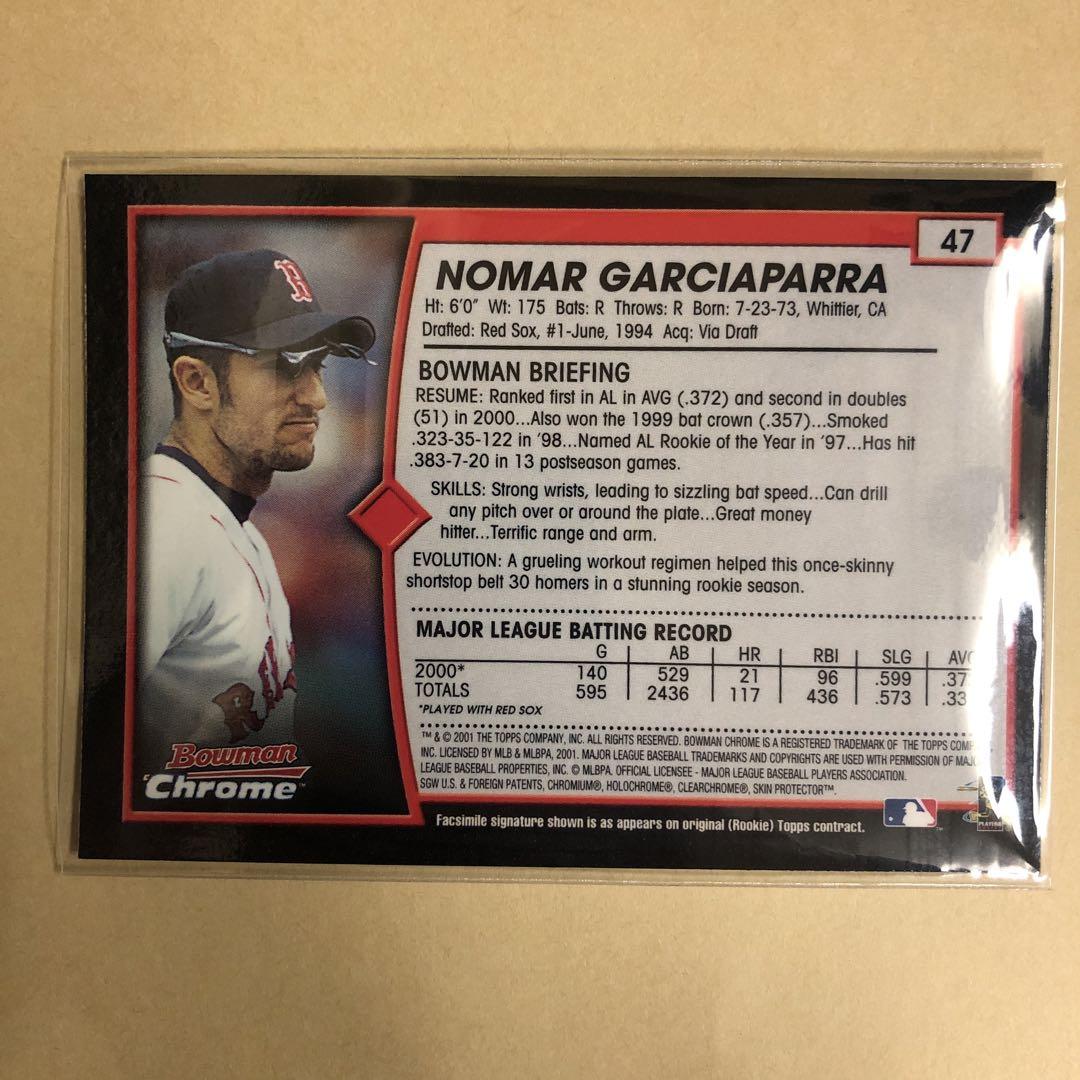 47
NOMAR GARCIAPARRA
Ht: 6'0" Wt: 175 Bats: R Throws: R Born: 7-23-73, Whittier, CA
Drafted: Red Sox, #1-June, 1994 Acq: Via Draft
BOWMAN BRIEFING
RESUME: Ranked first in AL in AVG (.372) and second in doubles
(51) in 2000...Also won the 1999 bat crown (.357)...Smoked
.323-35-122 in '98...Named AL Rookie of the Year in '97...Has hit
.383-7-20 in 13 postseason games.
SKILLS: Strong wrists, leading to sizzling bat speed...Can drill
any pitch over or around the plate...Great money
hitter...Terrific range and arm.
EVOLUTION: A grueling workout regimen helped this once-skinny
shortstop belt 30 homers in a stunning rookie season.
MAJOR LEAGUE BATTING RECORD
G AB HR RBI SLG AVG
2000* 140 529 21 96 .599 .37
TOTALS 595 2436 117 436 .573 .33
*PLAYED WITH RED SOX
™ & © 2001 THE TOPPS COMPANY, INC. ALL RIGHTS RESERVED. BOWMAN CHROME IS A REGISTERED TRADEMARK OF THE TOPPS COMP
INC. LICENSED BY MLB & MLBPA, 2001. MAJOR LEAGUE BASEBALL TRADEMARKS AND COPYRIGHTS ARE USED WITH PERMISSION OF MAJO
LEAGUE BASEBALL PROPERTIES, INC. © MLBPA. OFFICIAL LICENSEE - MAJOR LEAGUE BASEBALL PLAYERS ASSOCIATION.
SGW U.S. & FOREIGN PATENTS, CHROMIUM®, HOLOCHROME®, CLEARCHROME®, SKIN PROTECTOR™.
Facsimile signature shown is as appears on original (Rookie) Topps contract.
B
Bowman
Chrome™
PLAYERS